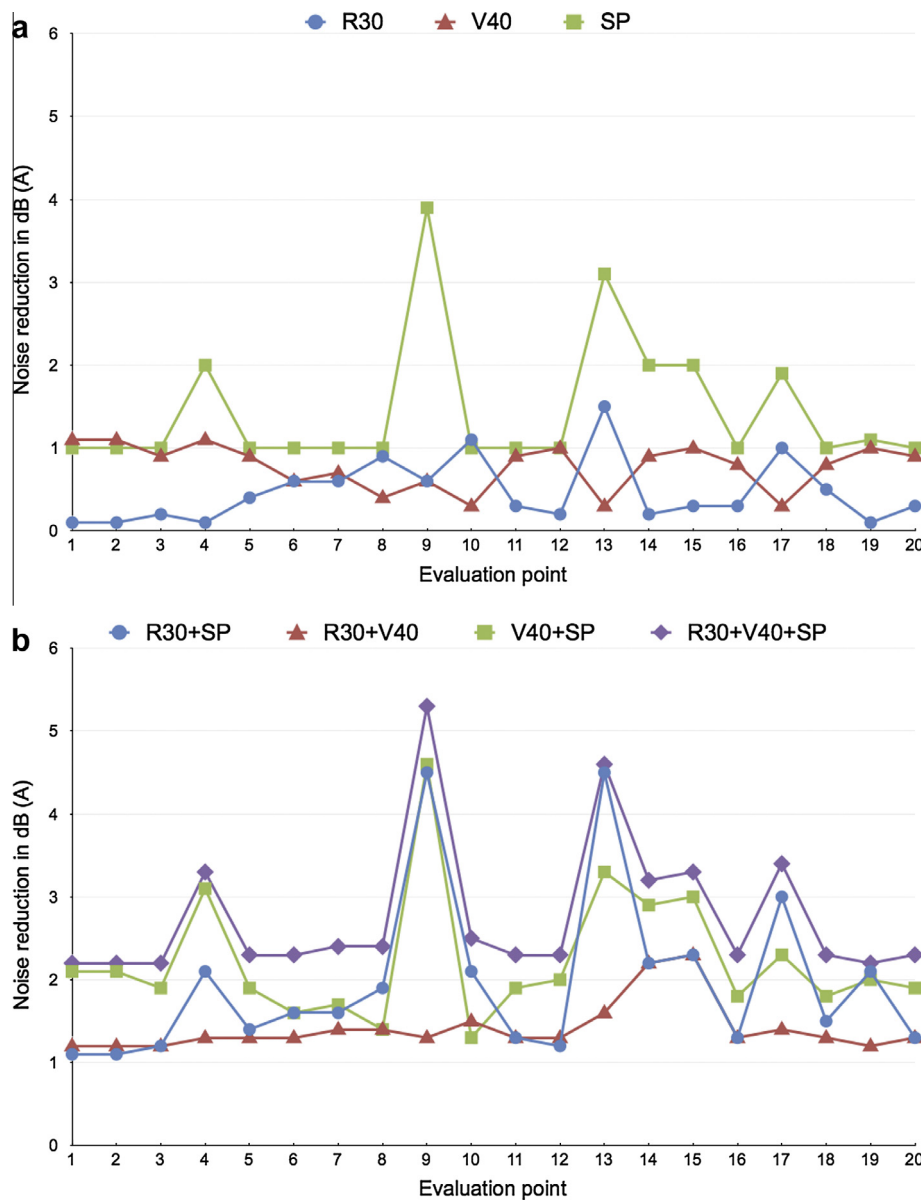 a
R30 V40 SP
Noise reduction in dB (A)
6
5
4
3
2
1
0
1 2 3 4 5 6 7 8 9 10 11 12 13 14 15 16 17 18 19 20
Evaluation point
b
R30+SP R30+V40 V40+SP R30+V40+SP
Noise reduction in dB (A)
6
5
4
3
2
1
0
1 2 3 4 5 6 7 8 9 10 11 12 13 14 15 16 17 18 19 20
Evaluation point